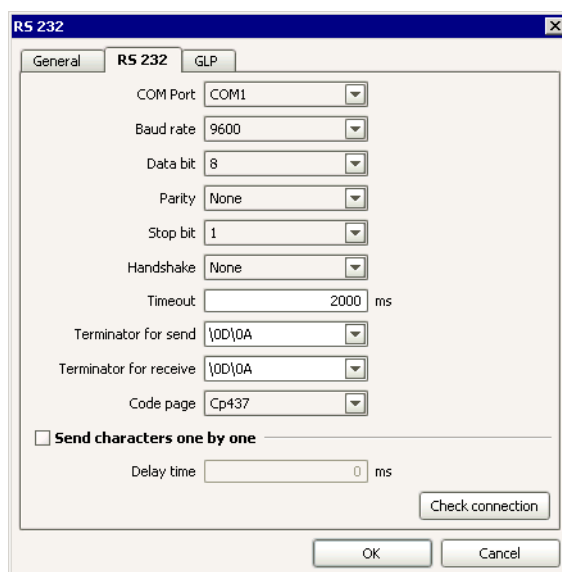 RS 232
General RS 232 GLP
COM Port COM1
Baud rate 9600
Data bit 8
Parity None
Stop bit 1
Handshake None
Timeout 2000 ms
Terminator for send \0D\0A
Terminator for receive \0D\0A
Code page Cp437
Send characters one by one
Delay time 0 ms
Check connection
OK Cancel